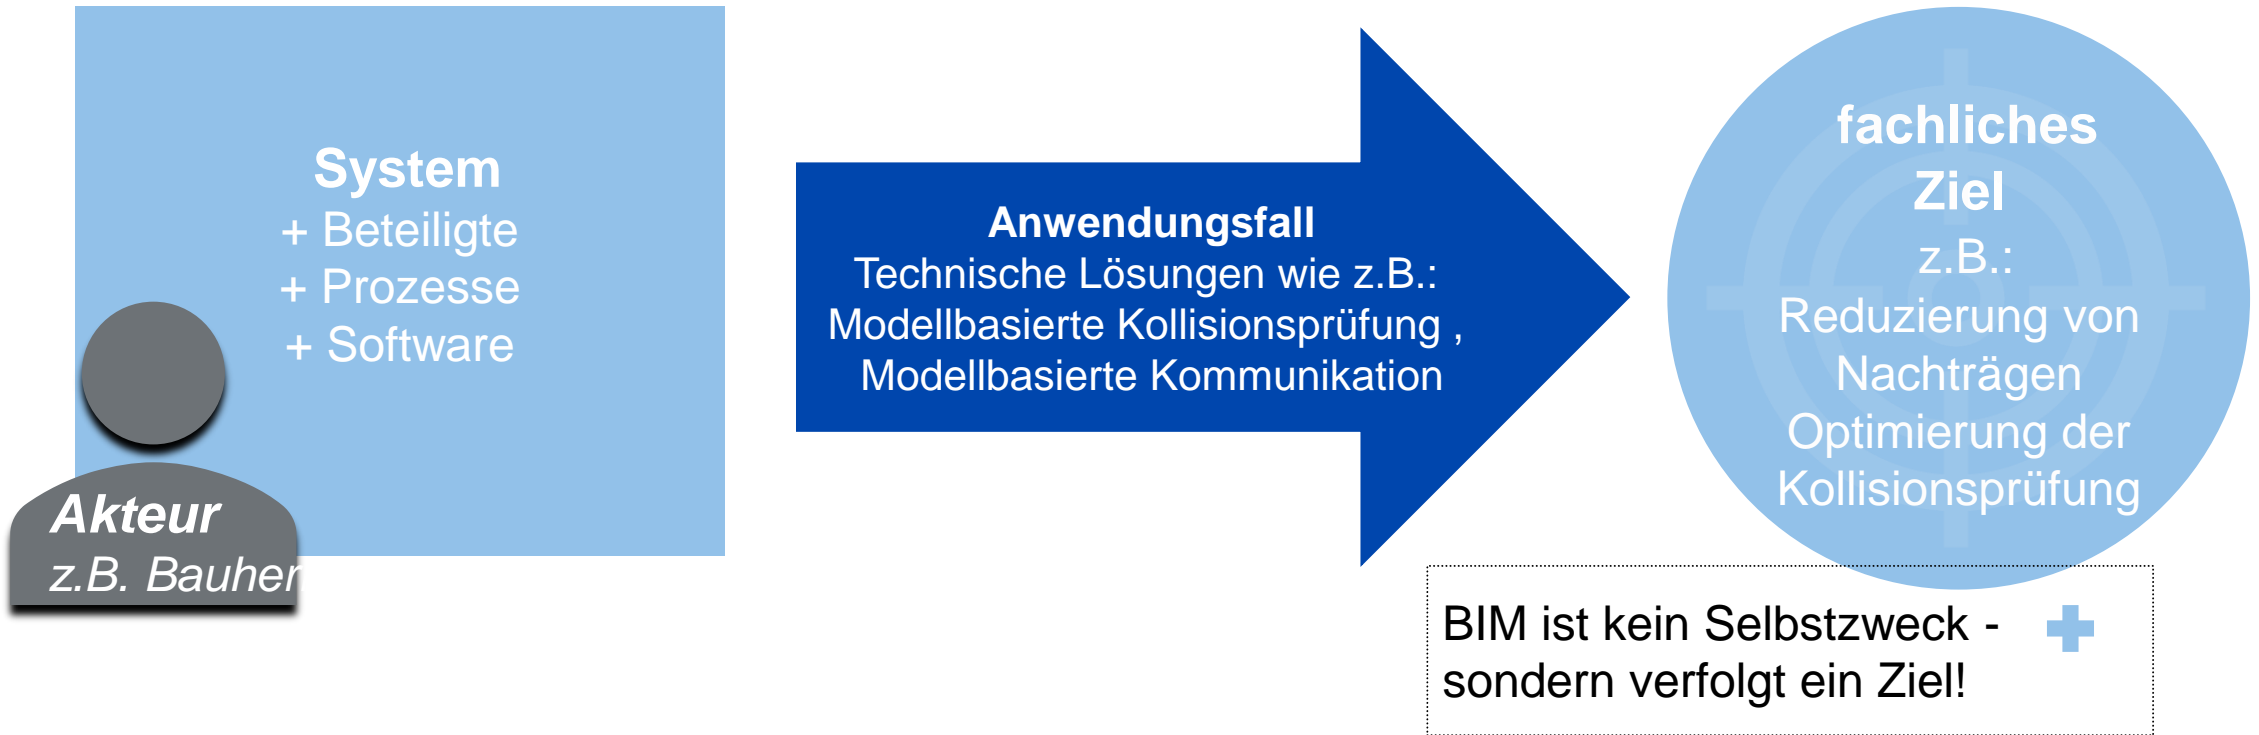 System
+ Beteiligte
+ Prozesse
+ Software
Akteur
z.B. Bauher
Anwendungsfall
Technische Lösungen wie z.B.:
Modellbasierte Kollisionsprüfung ,
Modellbasierte Kommunikation
fachliches
Ziel
z.B.:
Reduzierung von
Nachträgen
Optimierung der
Kollisionsprüfung
BIM ist kein Selbstzweck -
sondern verfolgt ein Ziel!